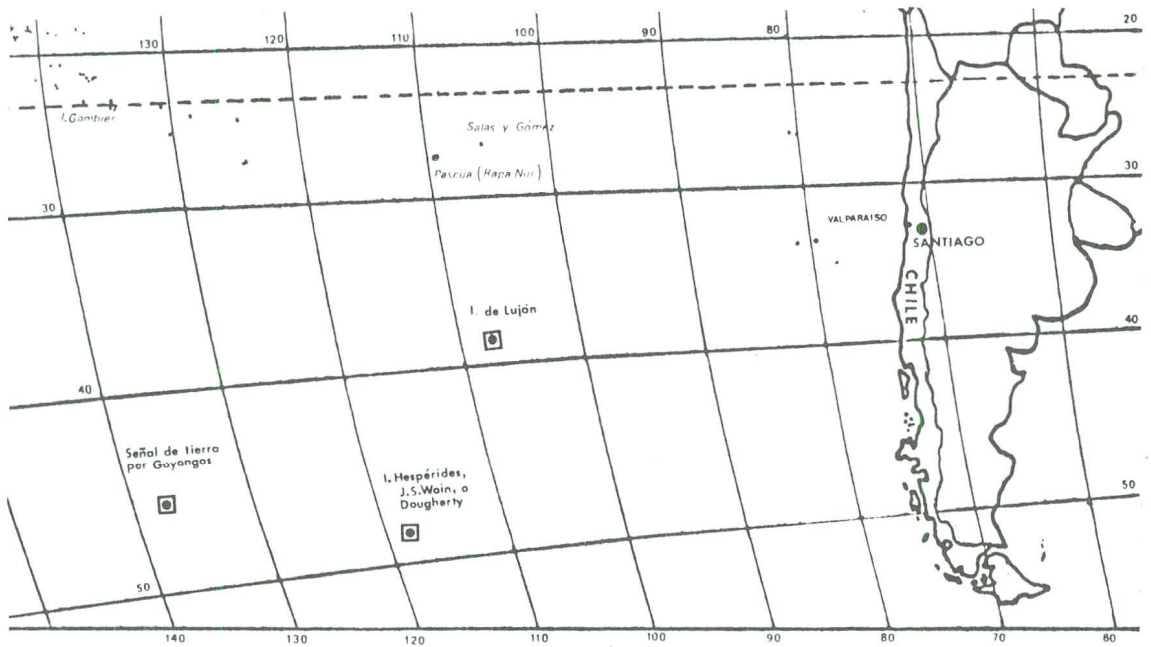 130
120
110
100
90
80
20
I.Gambier
Salas y Gómez
Pascua (Rapa Nui)
30
30
VALPARAISO
SANTIAGO
CHILE
I. de Luján
40
40
Señal de tierra
por Goyangos
I. Hespérides,
J.S.Wain, o
Dougherty
50
50
140
130
120
110
100
90
80
70
60